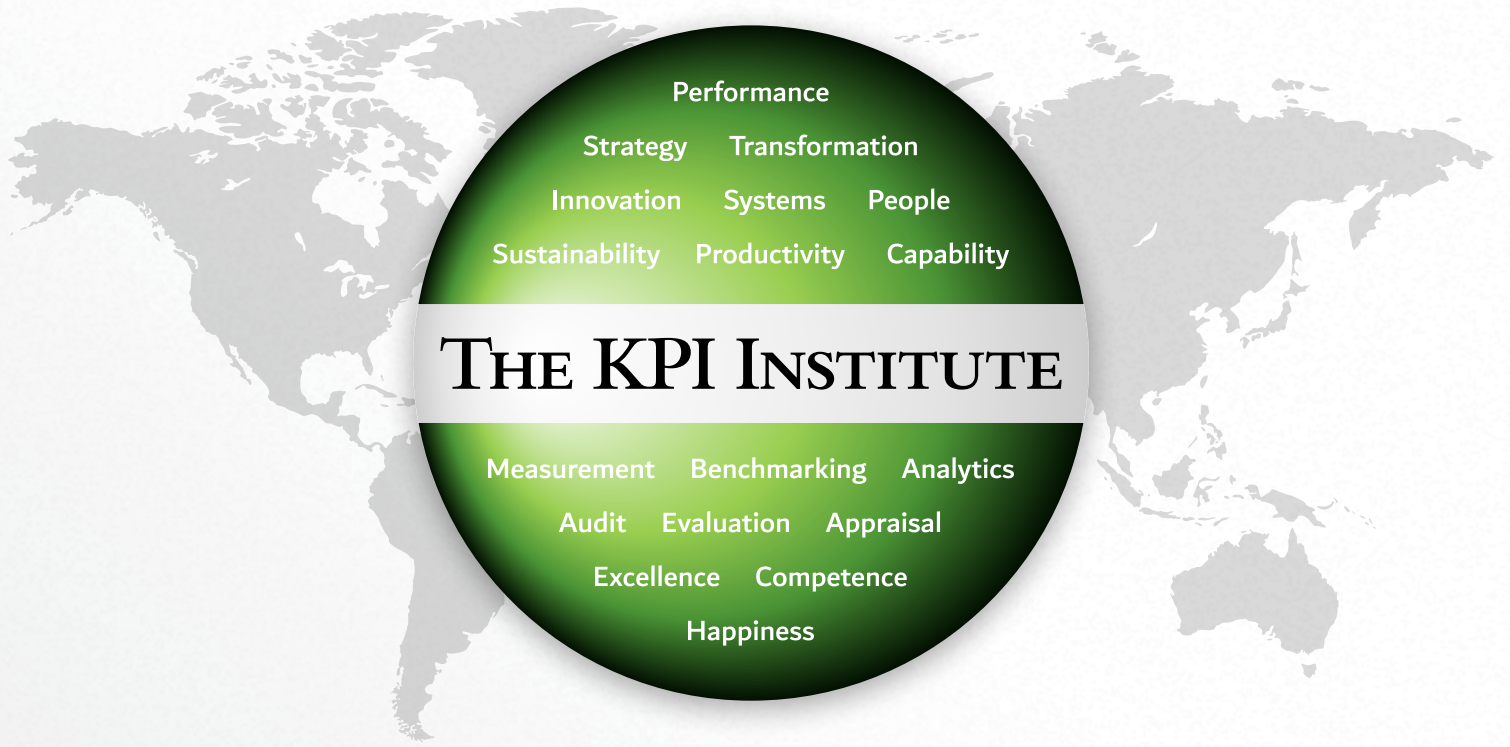 Performance
Strategy Transformation
Innovation Systems People
Sustainability Productivity Capability
The KPI Institute
Measurement Benchmarking Analytics
Audit Evaluation Appraisal
Excellence Competence
Happiness